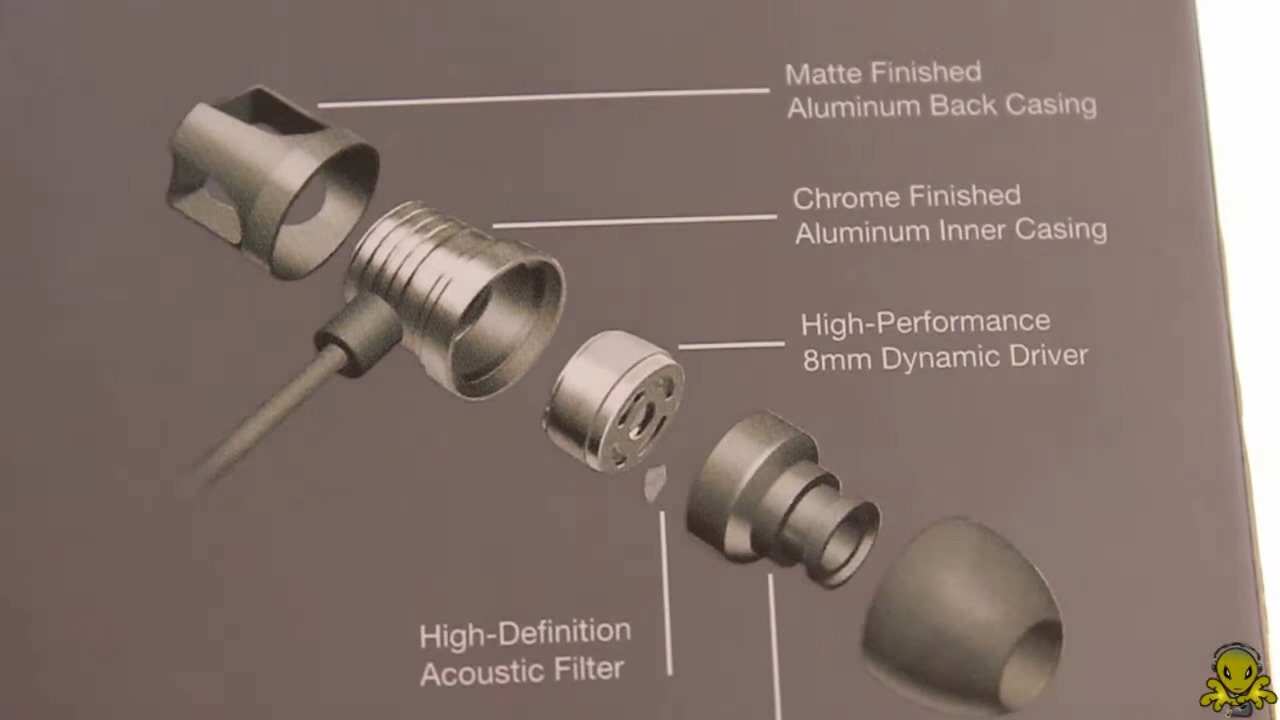 Matte Finished
Aluminum Back Casing
Chrome Finished
Aluminum Inner Casing
High-Performance
8mm Dynamic Driver
High-Definition
Acoustic Filter